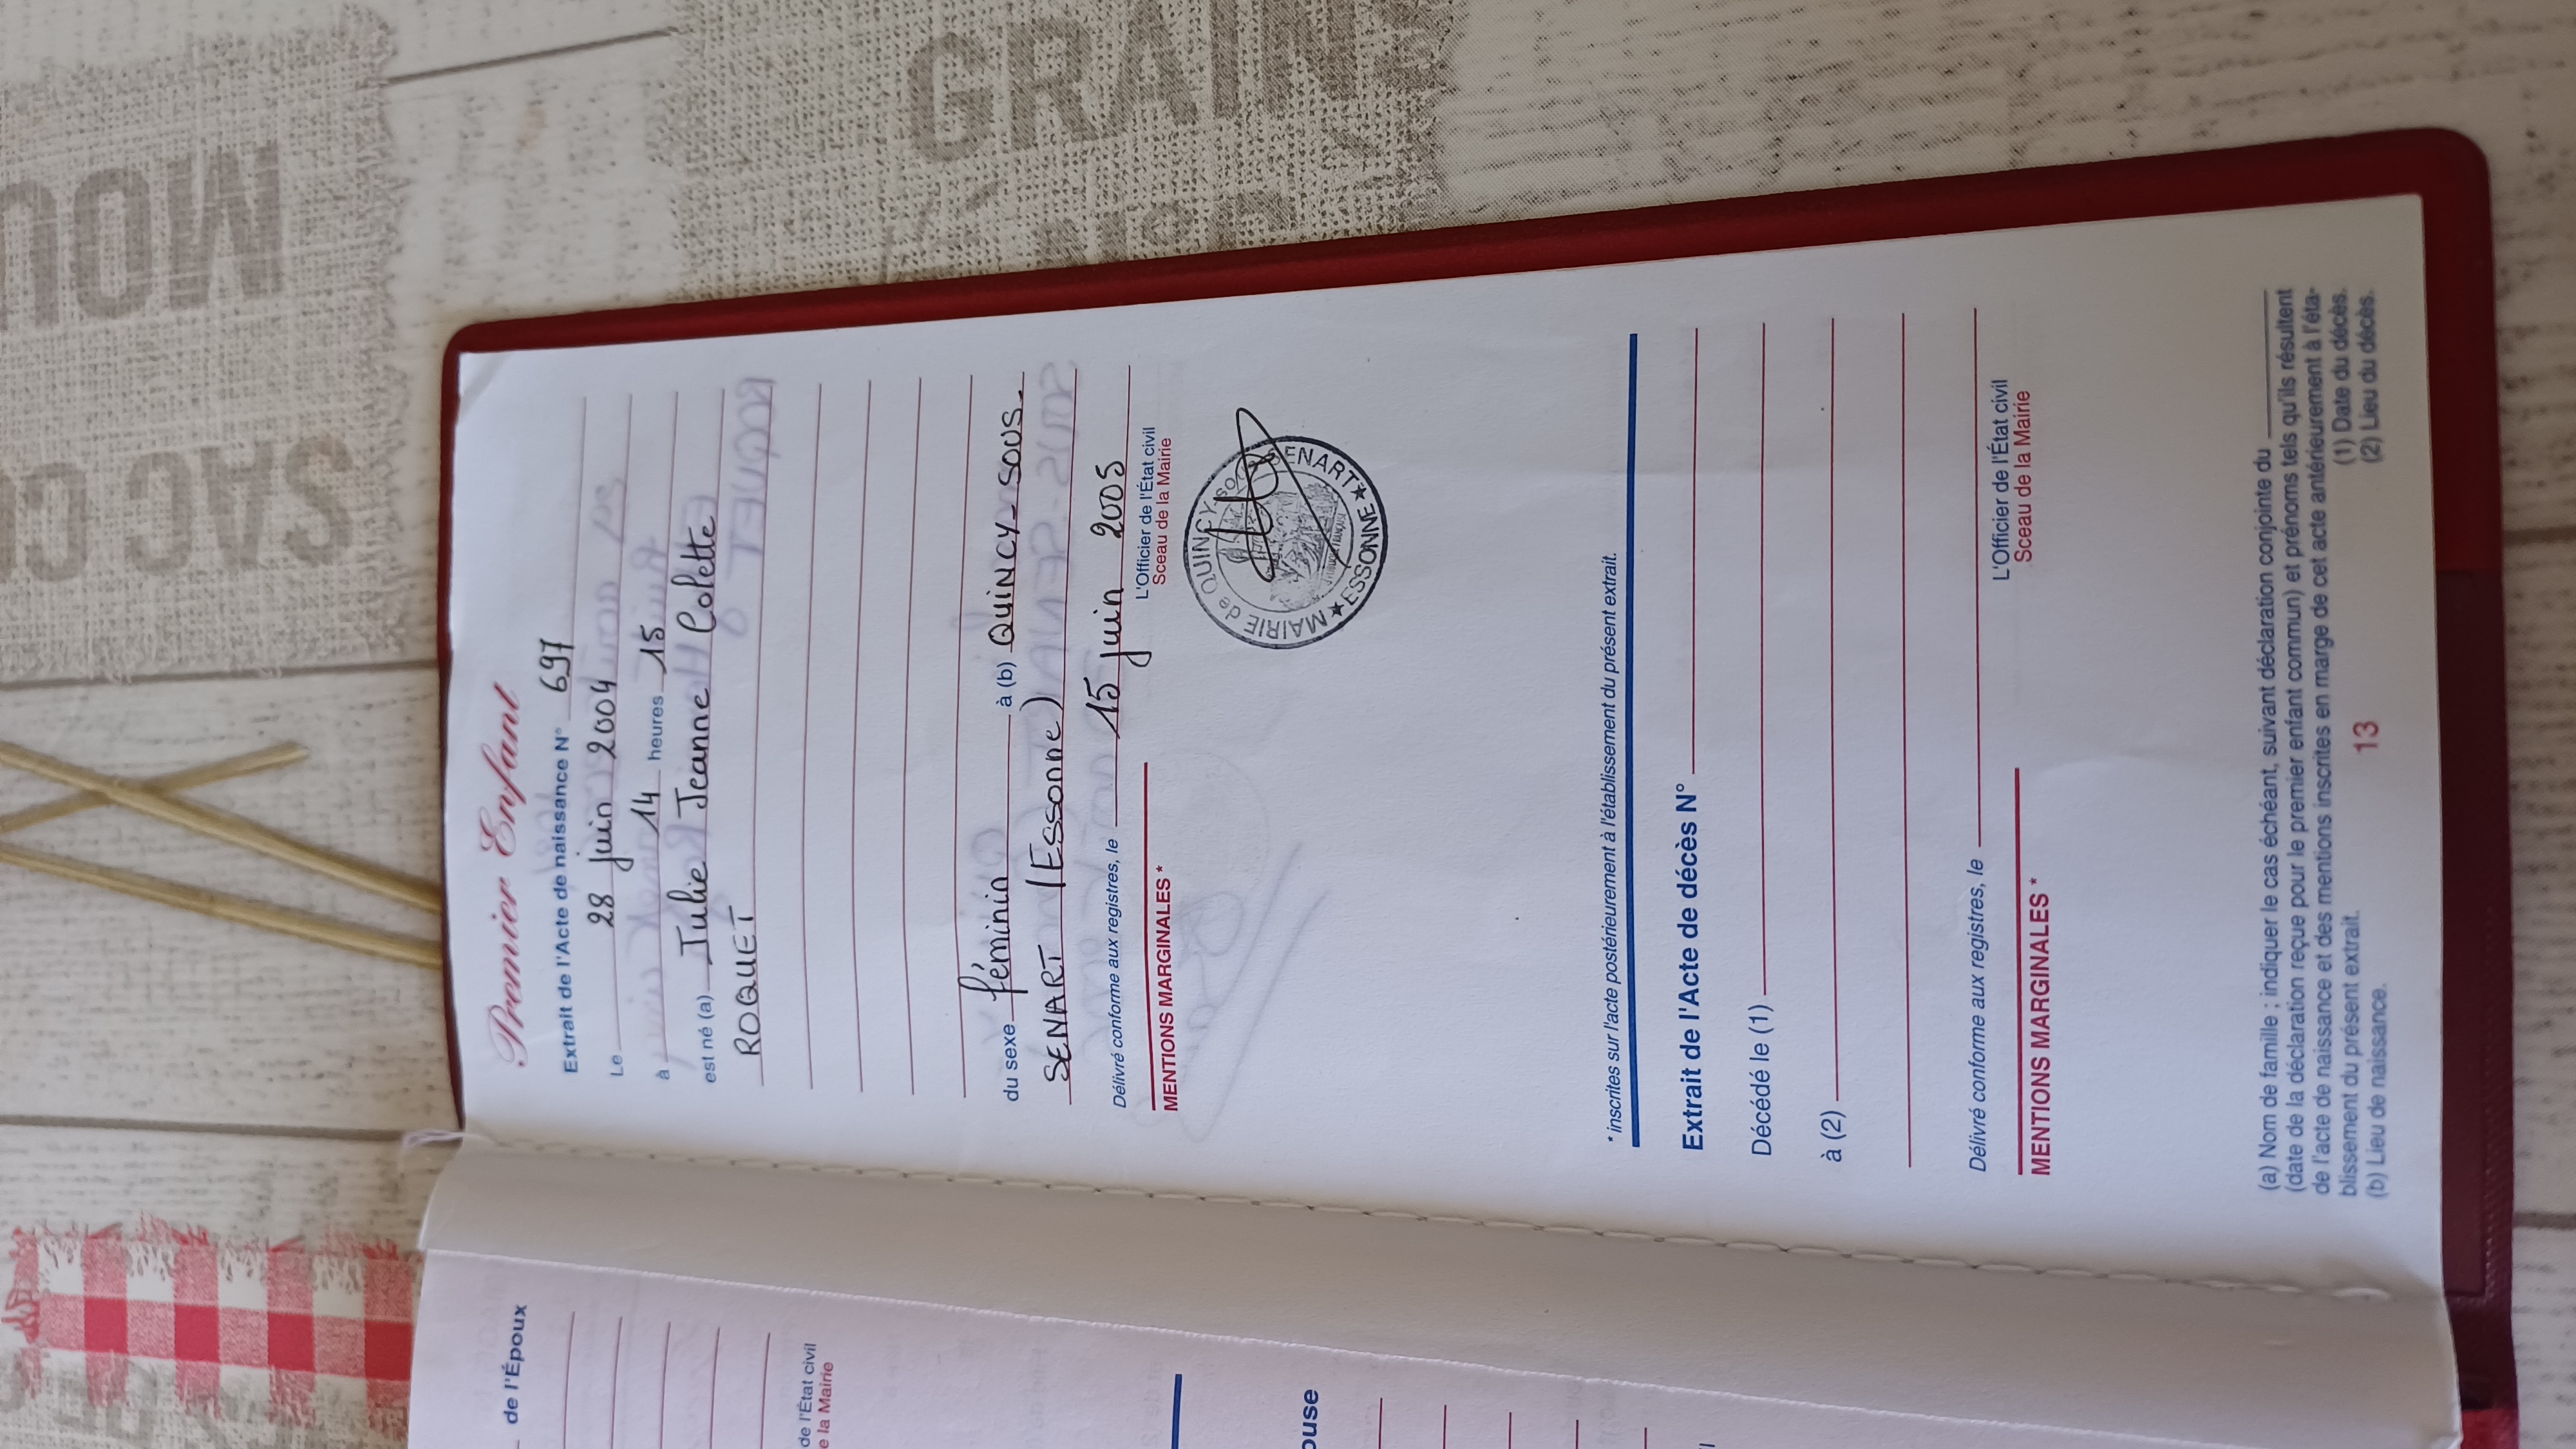 Premier Enfant
Extrait de l'Acte de naissance N° 697
Le 28 juin 2004
à 14 heures 15
est né (a) Julie Jeanne Colette
ROQUET
du sexe féminin à (b) QUINCY-SOUS-
SENART (Essonne)
Délivré conforme aux registres, le 15 juin 2005
L'Officier de l'État civil
Sceau de la Mairie
MENTIONS MARGINALES *
MAIRIE de QUINCY-SOUS-SENART
★ ESSONNE ★
* inscrites sur l'acte postérieurement à l'établissement du présent extrait.
Extrait de l'Acte de décès N°
Décédé le (1)
à (2)
Délivré conforme aux registres, le
L'Officier de l'État civil
Sceau de la Mairie
MENTIONS MARGINALES *
(a) Nom de famille ; indiquer le cas échéant, suivant déclaration conjointe du
(date de la déclaration reçue pour le premier enfant commun) et prénoms tels qu'ils résultent
de l'acte de naissance et des mentions inscrites en marge de cet acte antérieurement à l'éta-
blissement du présent extrait.
(b) Lieu de naissance.
(1) Date du décès.
(2) Lieu du décès.
13
de l'Époux
de l'État civil
e la Mairie
ouse
MOU
SAC
GRAIN